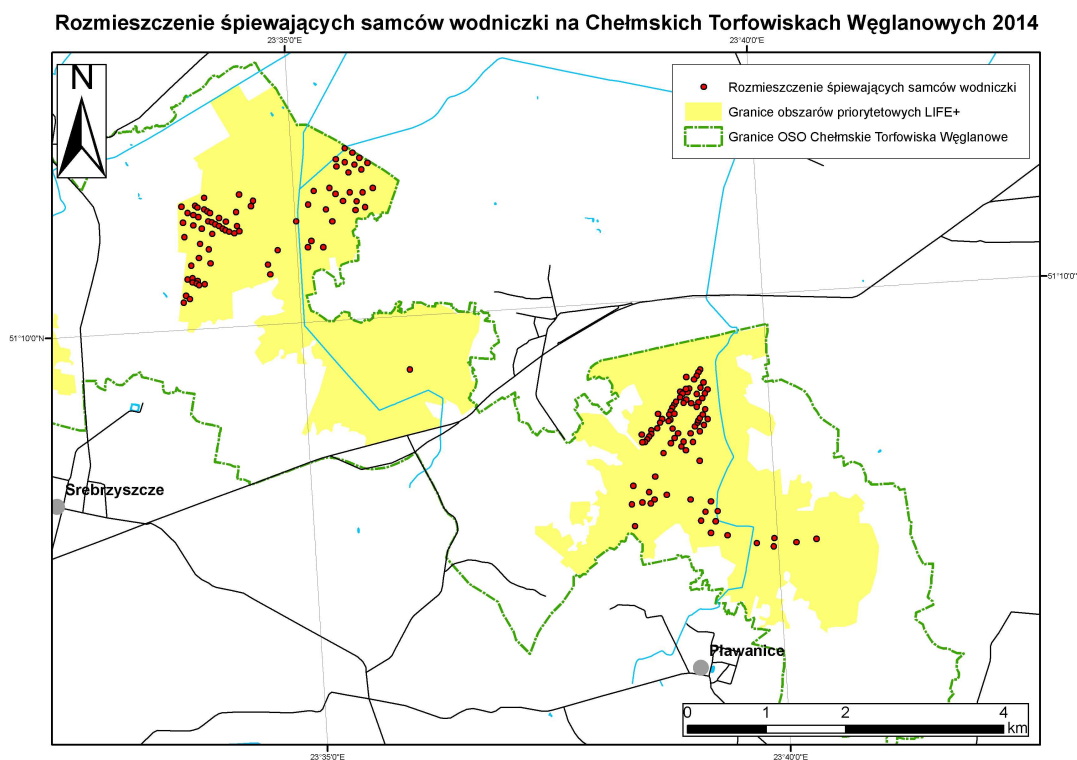 Rozmieszczenie śpiewających samców wodniczki na Chełmskich Torfowiskach Węglanowych 2014
23°35'0"E
23°40'0"E
N
Rozmieszczenie śpiewających samców wodniczki
Granice obszarów priorytetowych LIFE+
Granice OSO Chełmskie Torfowiska Węglanowe
51°10'0"
51°10'0"N
Srebrzyszcze
Pławanice
0 1 2 4
km
23°35'0"E
23°40'0"E